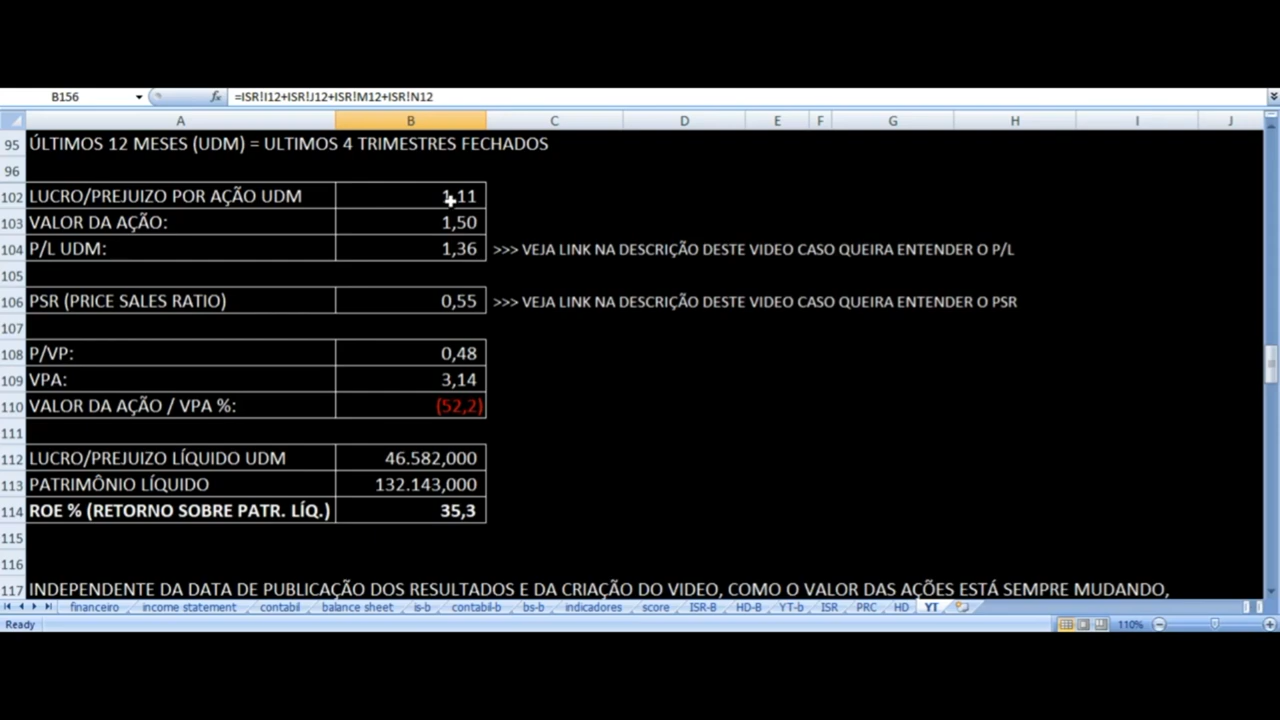 B156 fx =ISR!I12+ISR!J12+ISR!M12+ISR!N12
A B C D E F G H I J
95 ÚLTIMOS 12 MESES (UDM) = ULTIMOS 4 TRIMESTRES FECHADOS
96
102 LUCRO/PREJUIZO POR AÇÃO UDM 1,11
103 VALOR DA AÇÃO: 1,50
104 P/L UDM: 1,36 >>> VEJA LINK NA DESCRIÇÃO DESTE VIDEO CASO QUEIRA ENTENDER O P/L
105
106 PSR (PRICE SALES RATIO) 0,55 >>> VEJA LINK NA DESCRIÇÃO DESTE VIDEO CASO QUEIRA ENTENDER O PSR
107
108 P/VP: 0,48
109 VPA: 3,14
110 VALOR DA AÇÃO / VPA %: (52,2)
111
112 LUCRO/PREJUIZO LÍQUIDO UDM 46.582,000
113 PATRIMÔNIO LÍQUIDO 132.143,000
114 ROE % (RETORNO SOBRE PATR. LÍQ.) 35,3
115
116
117 INDEPENDENTE DA DATA DE PUBLICAÇÃO DOS RESULTADOS E DA CRIAÇÃO DO VIDEO, COMO O VALOR DAS AÇÕES ESTÁ SEMPRE MUDANDO,
financeiro income statement contabil balance sheet is-b contabil-b bs-b indicadores score ISR-B HD-B YT-b ISR PRC HD YT
Ready 110%